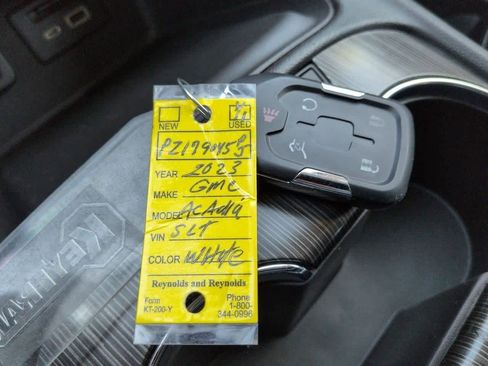 NEW USED
PZ179045
YEAR 2023
MAKE GMC
MODEL ACAdiA
VIN SLT
COLOR WHite
Reynolds and Reynolds
Form
KT-200-Y
Phone
1-800-
344-0996